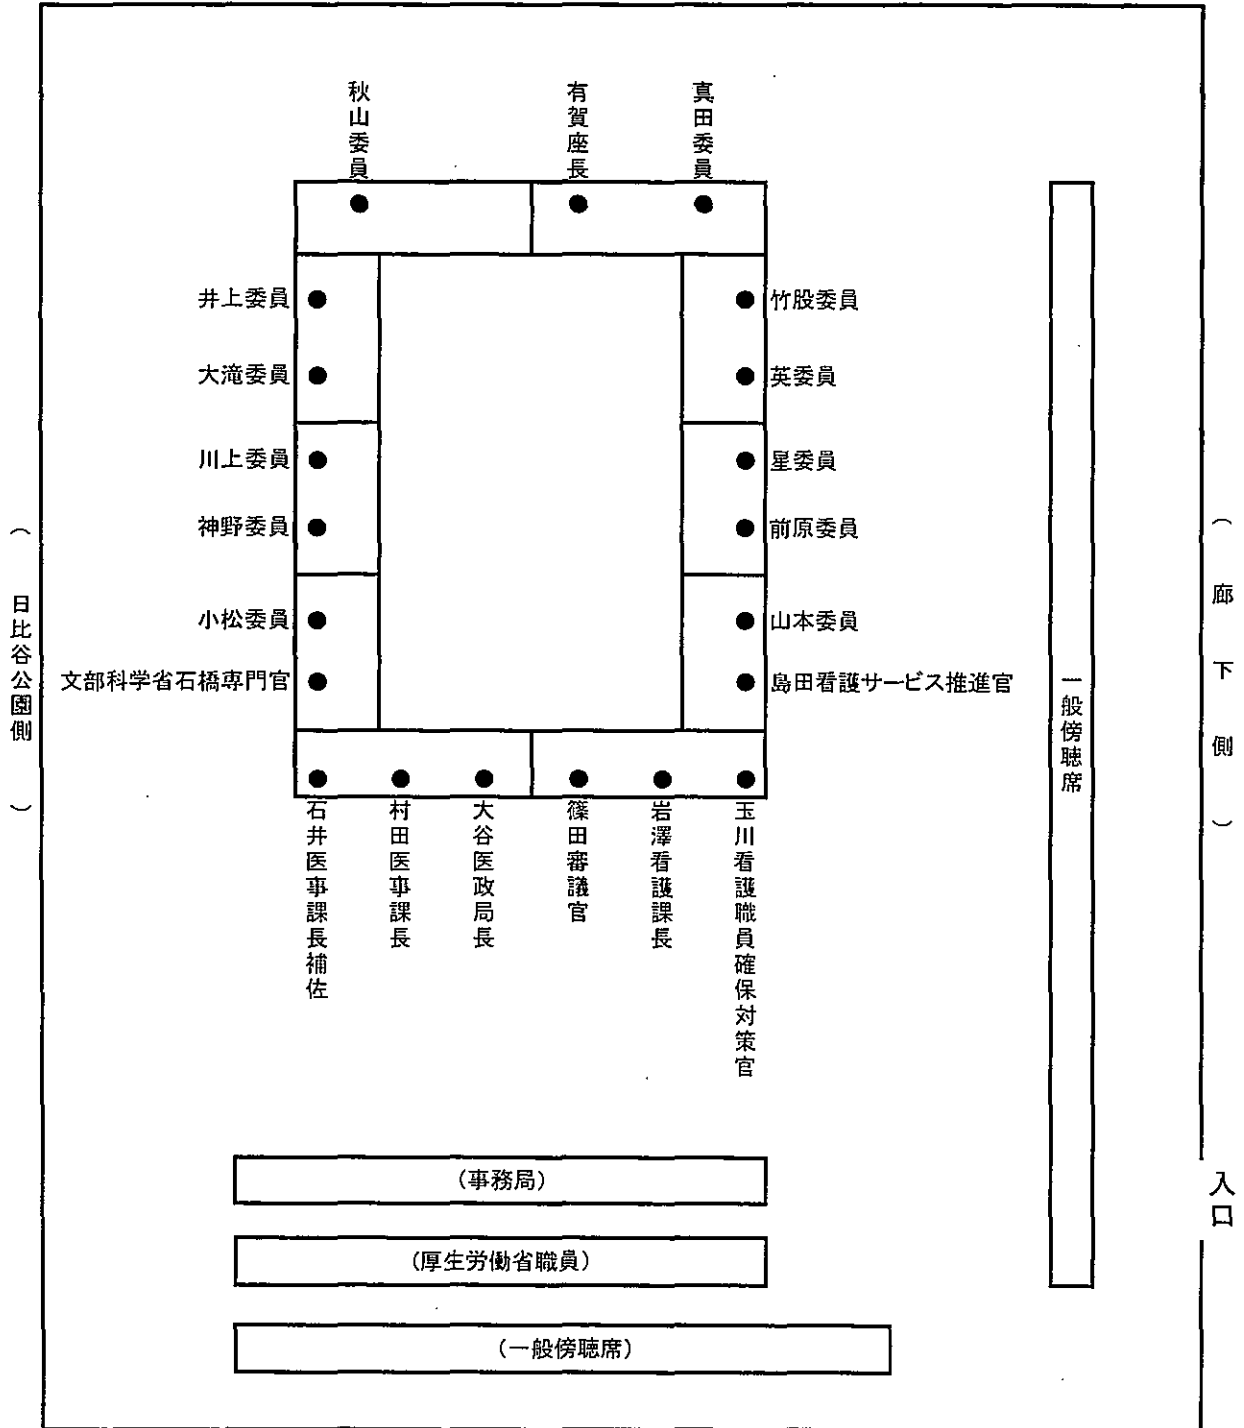 秋山委員
有賀座長
真田委員
井上委員
竹股委員
大滝委員
英委員
川上委員
星委員
神野委員
前原委員
小松委員
山本委員
文部科学省石橋専門官
島田看護サービス推進官
(日比谷公園側)
一般傍聴席
(廊下側)
石井医事課長補佐
村田医事課長
大谷医政局長
篠田審議官
岩澤看護課長
玉川看護職員確保対策官
(事務局)
入口
(厚生労働省職員)
(一般傍聴席)